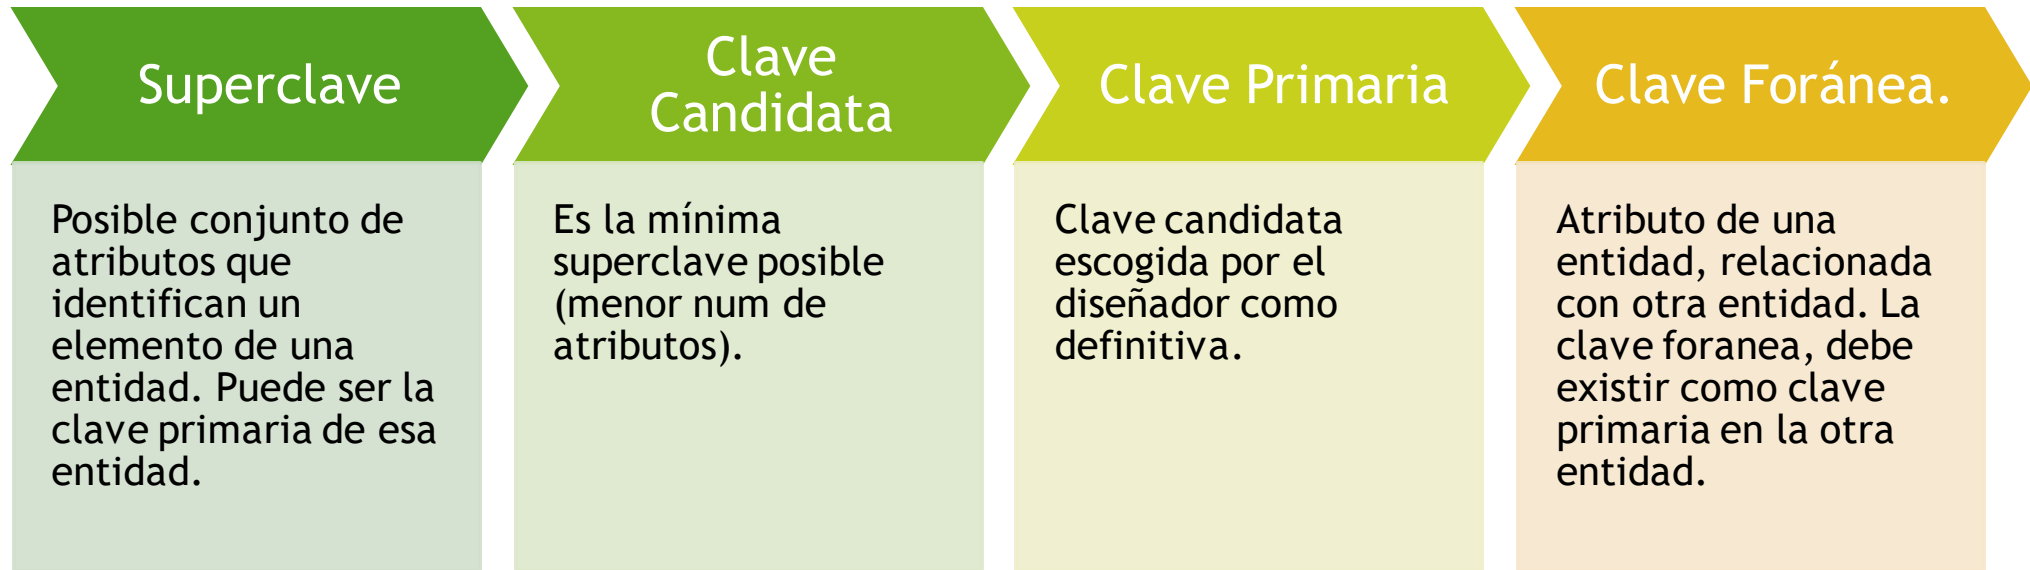 Superclave
Posible conjunto de
atributos que
identifican un
elemento de una
entidad. Puede ser la
clave primaria de esa
entidad.
Clave
Candidata
Es la mínima
superclave posible
(menor num de
atributos).
Clave Primaria
Clave candidata
escogida por el
diseñador como
definitiva.
Clave Foránea.
Atributo de una
entidad, relacionada
con otra entidad. La
clave foranea, debe
existir como clave
primaria en la otra
entidad.